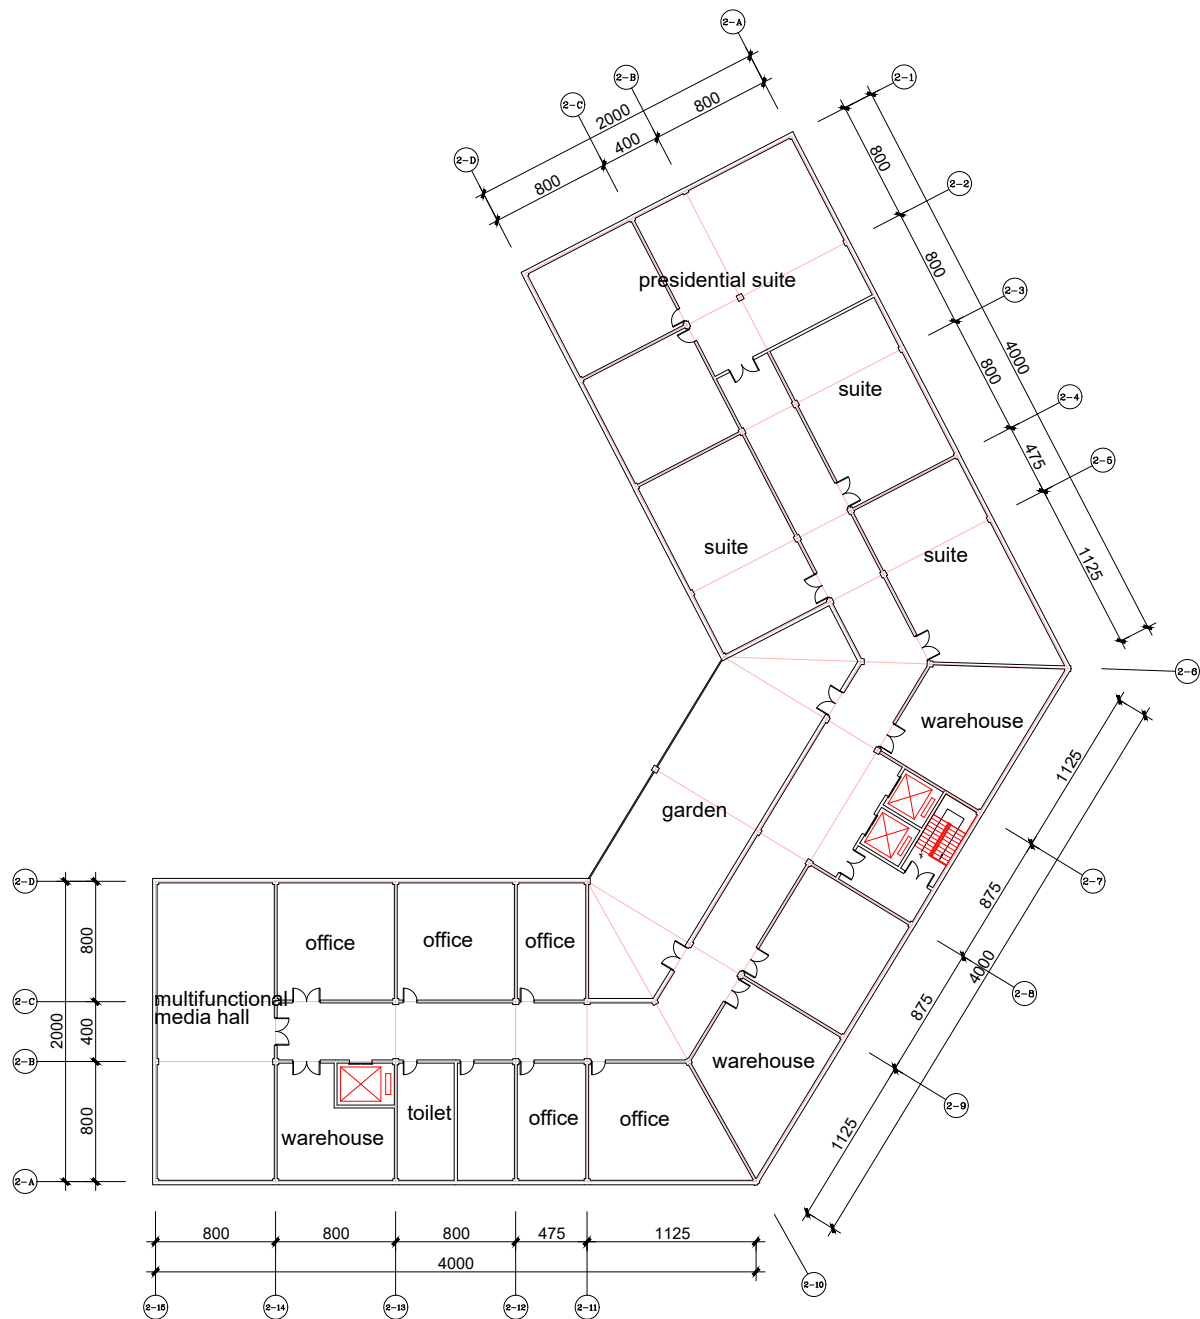 2-A
2-B
2-C
2-D
2000
800
400
800
2-1
2-2
2-3
2-4
2-5
2-6
800
800
800
475
1125
4000
presidential suite
suite
suite
suite
warehouse
garden
1125
875
875
1125
4000
2-7
2-8
2-9
2-10
2-D
2-C
2-B
2-A
800
400
800
2000
office
office
office
multifunctional
media hall
warehouse
toilet
office
office
warehouse
800
800
800
475
1125
4000
2-15
2-14
2-13
2-12
2-11